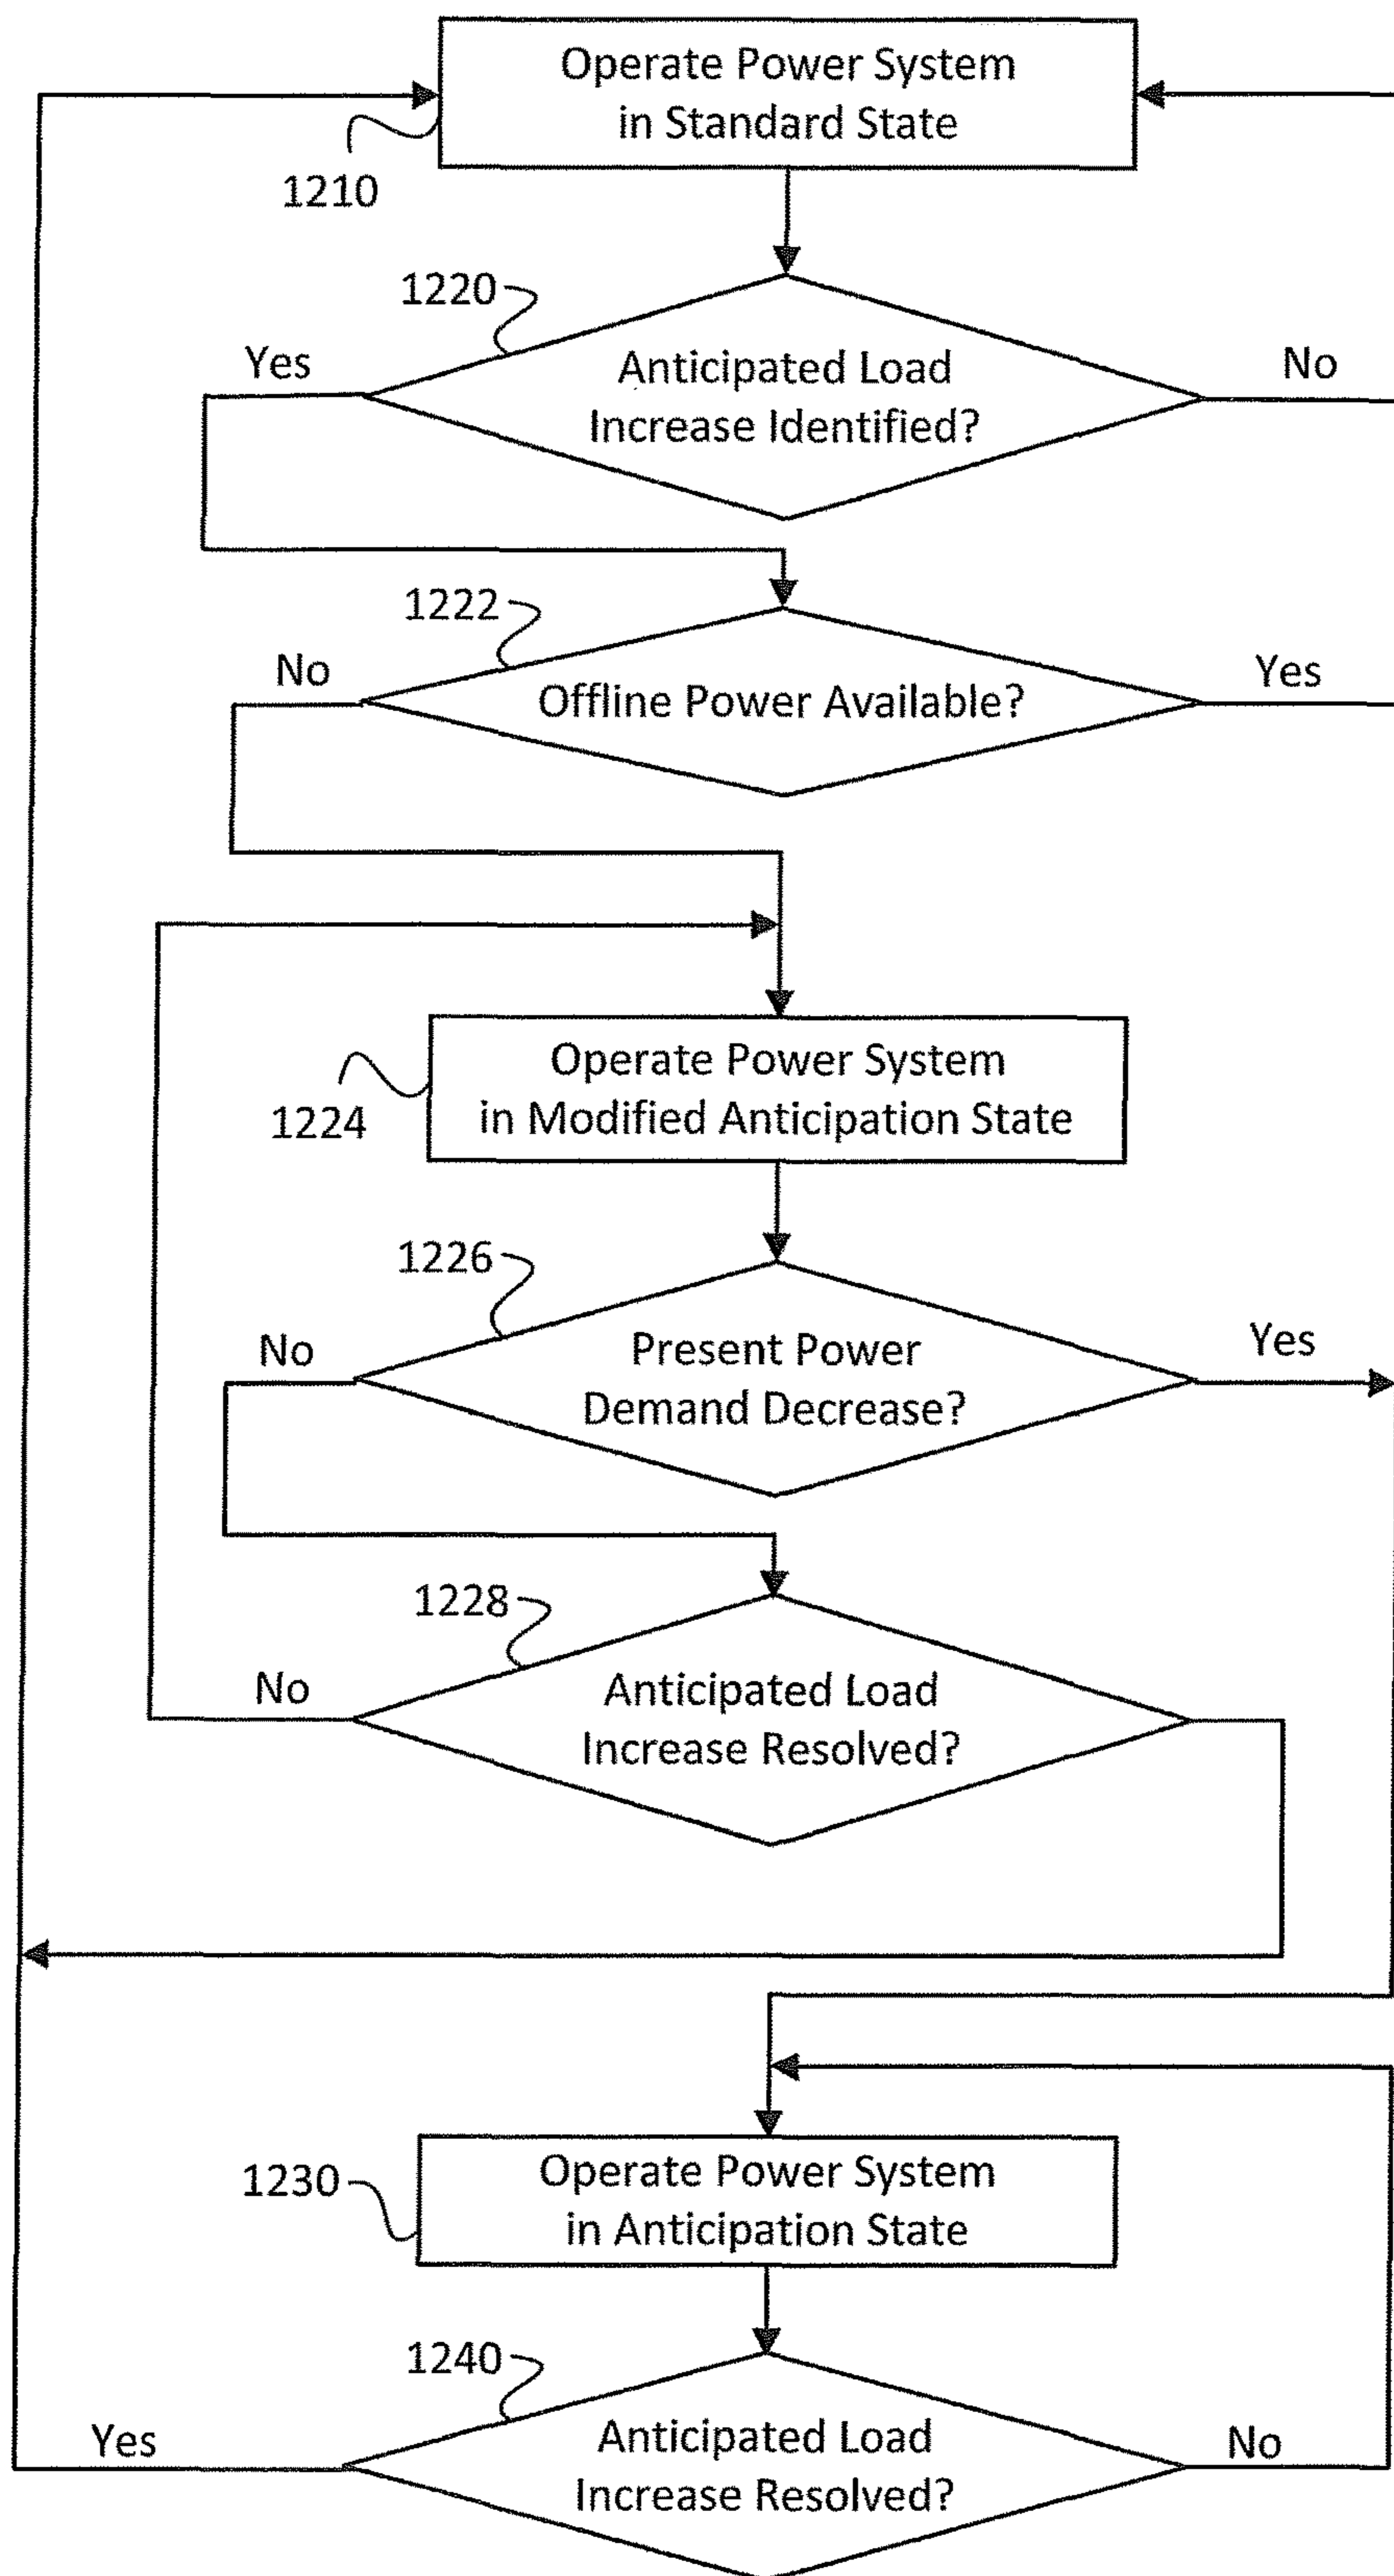 Operate Power System
in Standard State
1210
1220
Yes
Anticipated Load
Increase Identified?
No
1222
No
Offline Power Available?
Yes
Operate Power System
in Modified Anticipation State
1224
1226
No
Present Power
Demand Decrease?
Yes
1228
No
Anticipated Load
Increase Resolved?
1230
Operate Power System
in Anticipation State
1240
Yes
Anticipated Load
Increase Resolved?
No